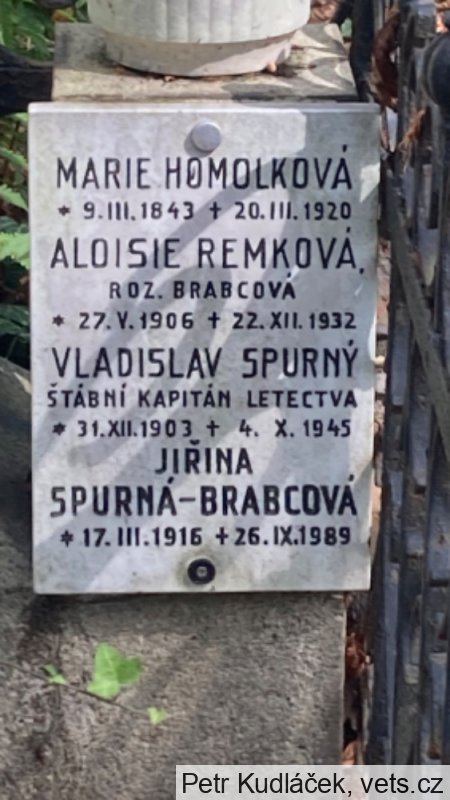 MARIE HOMOLKOVÁ
* 9.III.1843 + 20.III.1920
ALOISIE REMKOVÁ,
ROZ. BRABCOVÁ
* 27.V.1906 + 22.XII.1932
VLADISLAV SPURNÝ
ŠTÁBNÍ KAPITÁN LETECTVA
* 31.XII.1903 + 4. X. 1945
JIŘINA
SPURNÁ-BRABCOVÁ
* 17.III.1916 + 26.IX.1989
Petr Kudláček, vets.cz